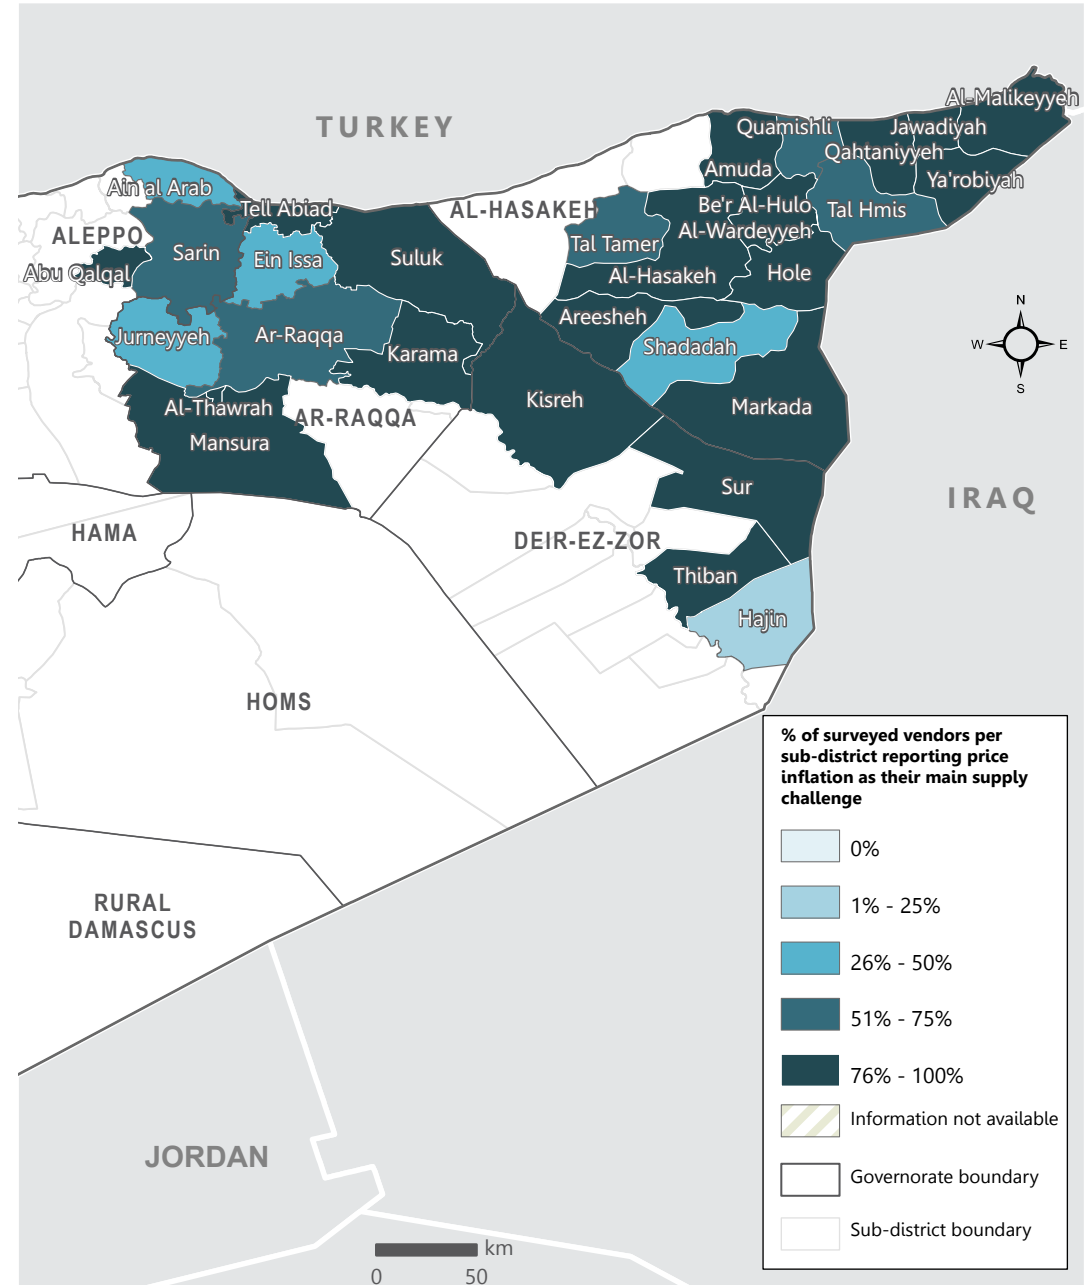 TURKEY
Al-Malikeyyeh
Quamishli
Jawadiyah
Qahtaniyyeh
Amuda
Ya'robiyah
Ain al Arab
Tell Abiad
AL-HASAKEH
Be'r Al-Hulo
Al-Wardeyyeh
Tal Hmis
ALEPPO
Sarin
Ein Issa
Suluk
Tal Tamer
Abu Qalqal
Al-Hasakeh
Hole
N
W
E
S
Jurneyyeh
Ar-Raqqa
Karama
Areesheh
Shadadah
Al-Thawrah
AR-RAQQA
Kisreh
Markada
Mansura
Sur
IRAQ
HAMA
DEIR-EZ-ZOR
Thiban
Hajin
HOMS
RURAL
DAMASCUS
JORDAN
% of surveyed vendors per
sub-district reporting price
inflation as their main supply
challenge
0%
1% - 25%
26% - 50%
51% - 75%
76% - 100%
Information not available
Governorate boundary
Sub-district boundary
km
0 50